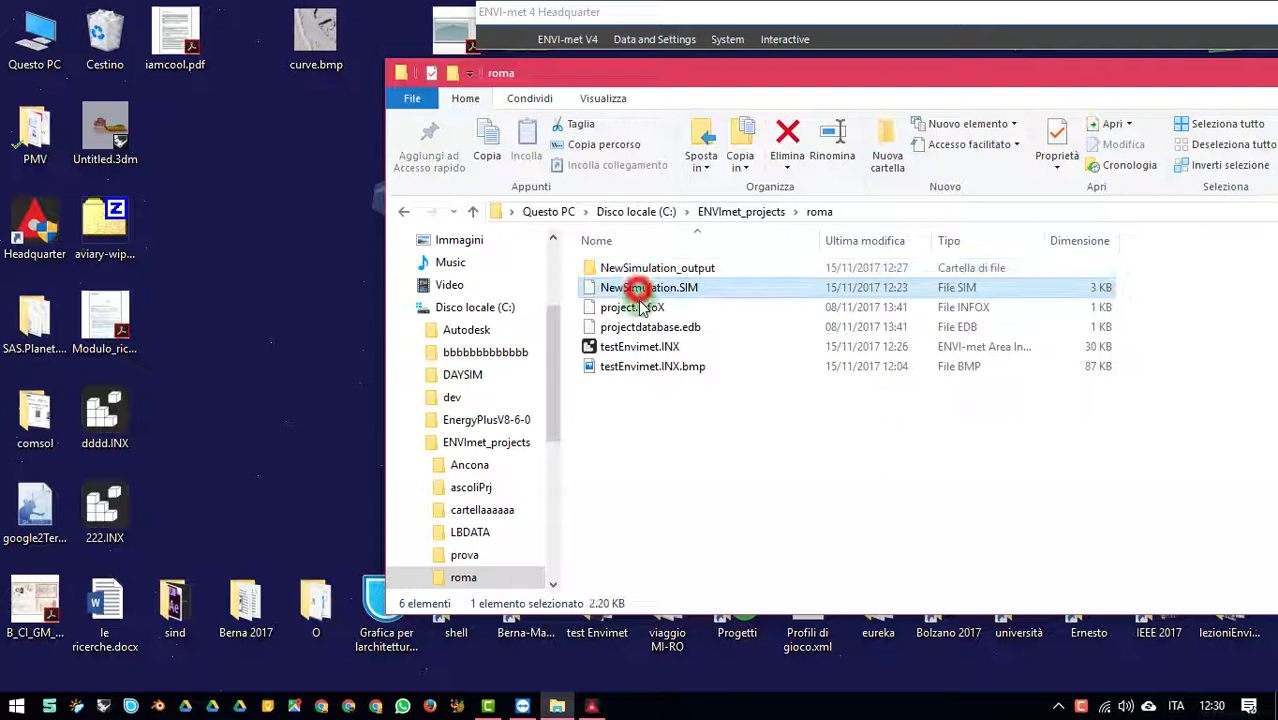 ENVI-met 4 Headquarter
ENVI-met V4 Data and Settings System Interactive
Questo PC
Cestino
iamcool.pdf
curve.bmp
PMV
Untitled.3dm
Headquarter
aviary-wip...
SAS.Planet...
Modulo_ric...
comsol
dddd.INX
google2Ter...
222.INX
B_CI_GM_...
le
ricerche.docx
sind
Berna 2017
O
Grafica per
larchitettur...
shell
Berna-Ma...
test Envimet
viaggio
MI-RO
Progetti
Profili di
gioco.xml
eureka
Bolzano 2017
università
Ernesto
IEEE 2017
lezioniEnvi...
roma
File Home Condividi Visualizza
Aggiungi ad
Accesso rapido
Copia
Incolla
Taglia
Copia percorso
Incolla collegamento
Appunti
Sposta
in
Copia
in
Elimina
Rinomina
Organizza
Nuova
cartella
Nuovo elemento
Accesso facilitato
Nuovo
Proprietà
Apri
Modifica
Cronologia
Apri
Seleziona tutto
Deseleziona tutto
Inverti selezione
Seleziona
Questo PC Disco locale (C:) ENVImet_projects roma
Immagini
Music
Video
Disco locale (C:)
Autodesk
bbbbbbbbbbbbb
DAYSIM
dev
EnergyPlusV8-6-0
ENVImet_projects
Ancona
ascoliPrj
cartellaaaaaa
LBDATA
prova
roma
Nome Ultima modifica Tipo Dimensione
NewSimulation_output 15/11/2017 12:27 Cartella di file
NewSimulation.SIM 15/11/2017 12:23 File SIM 3 KB
project.infoX 08/11/2017 13:41 File INFOX 1 KB
projectdatabase.edb 08/11/2017 13:41 File EDB 1 KB
testEnvimet.INX 15/11/2017 12:26 ENVI-met Area In... 30 KB
testEnvimet.INX.bmp 15/11/2017 12:04 File BMP 87 KB
6 elementi 1 elemento selezionato 2.20 KB
ITA 12:30